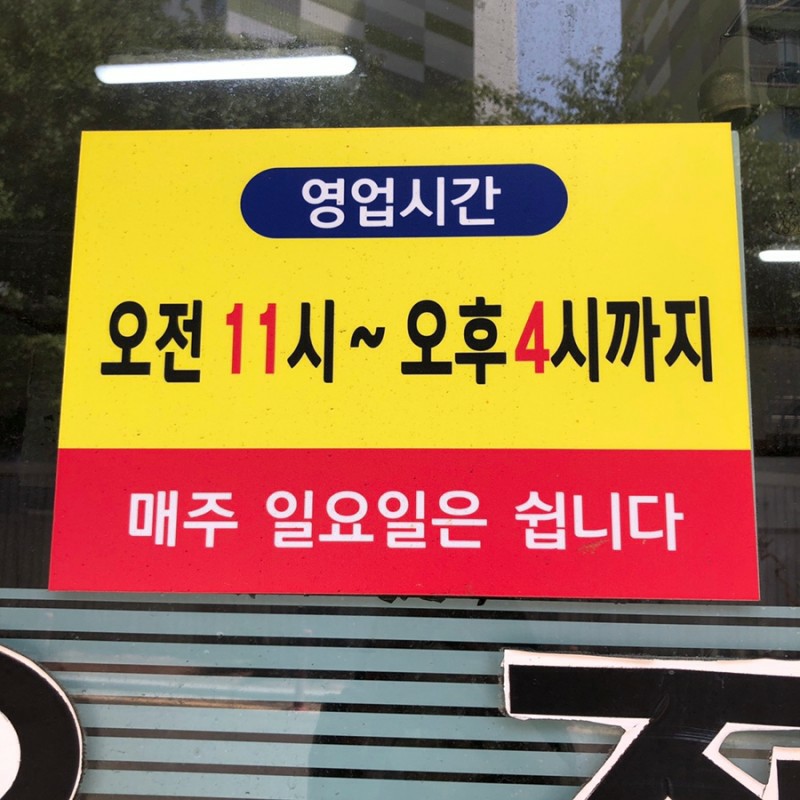 영업시간
오전 11시~ 오후4시까지
매주 일요일은 쉽니다